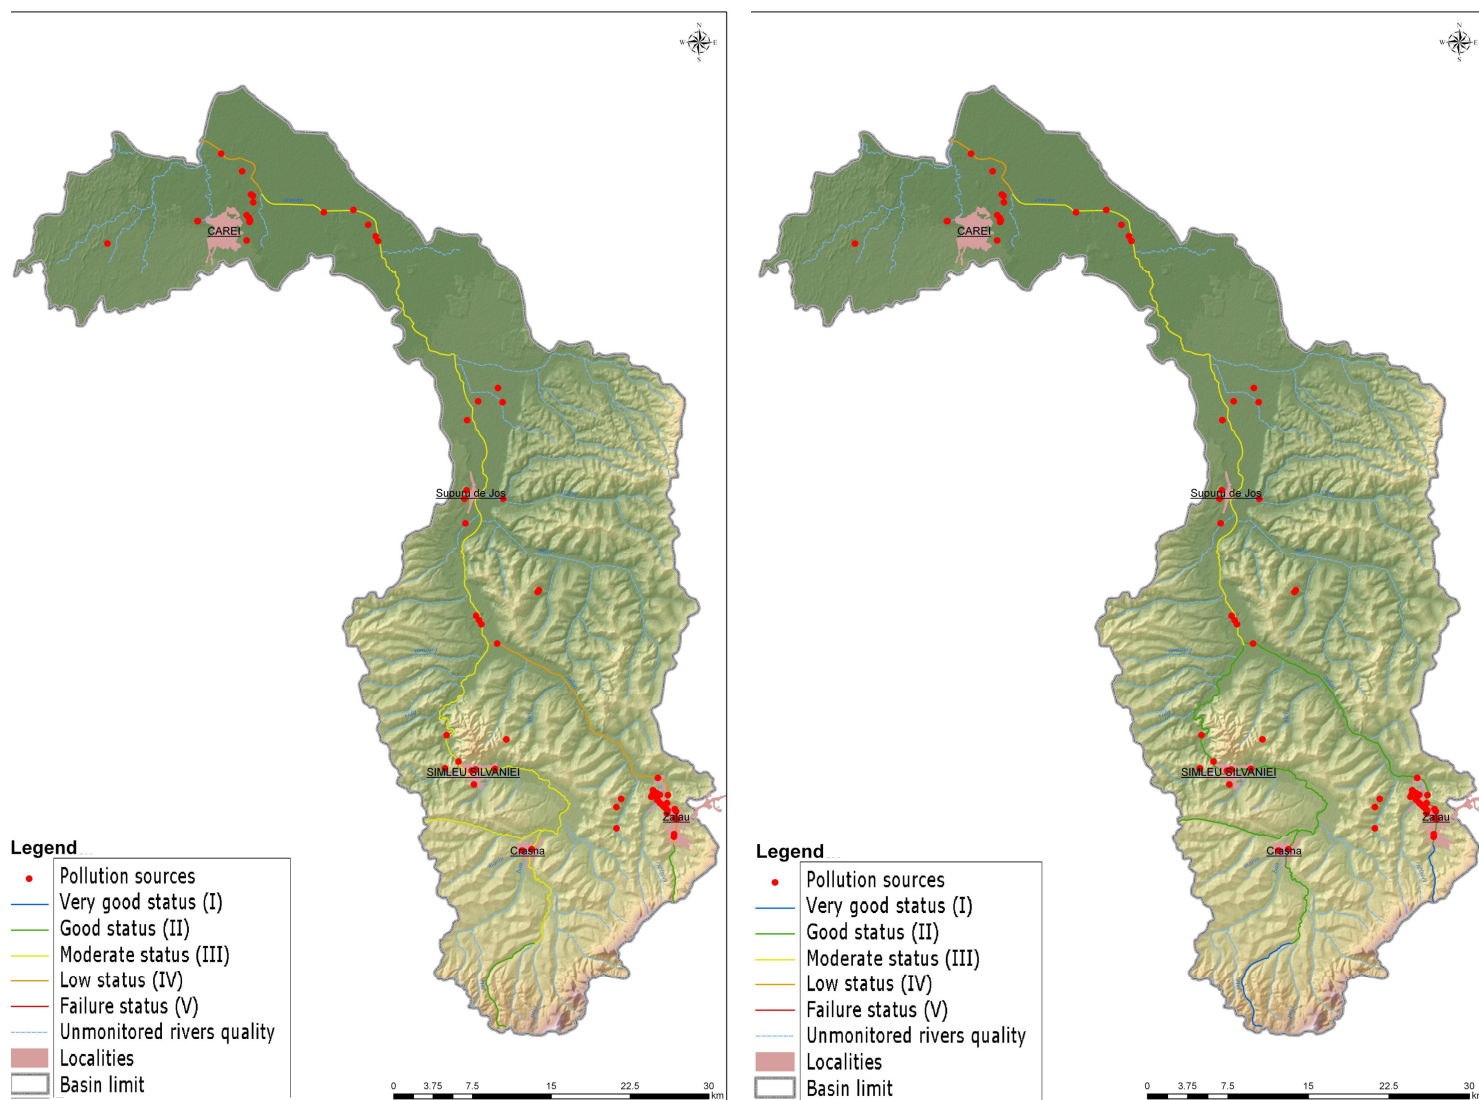 N
W E
S
CAREI
Supuru de Jos
SIMLEU SILVANIEI
Zalau
Crasna
Legend
Pollution sources
Very good status (I)
Good status (II)
Moderate status (III)
Low status (IV)
Failure status (V)
Unmonitored rivers quality
Localities
Basin limit
0 3.75 7.5 15 22.5 30
km
N
W E
S
CAREI
Supuru de Jos
SIMLEU SILVANIEI
Zalau
Crasna
Legend
Pollution sources
Very good status (I)
Good status (II)
Moderate status (III)
Low status (IV)
Failure status (V)
Unmonitored rivers quality
Localities
Basin limit
0 3.75 7.5 15 22.5 30
km